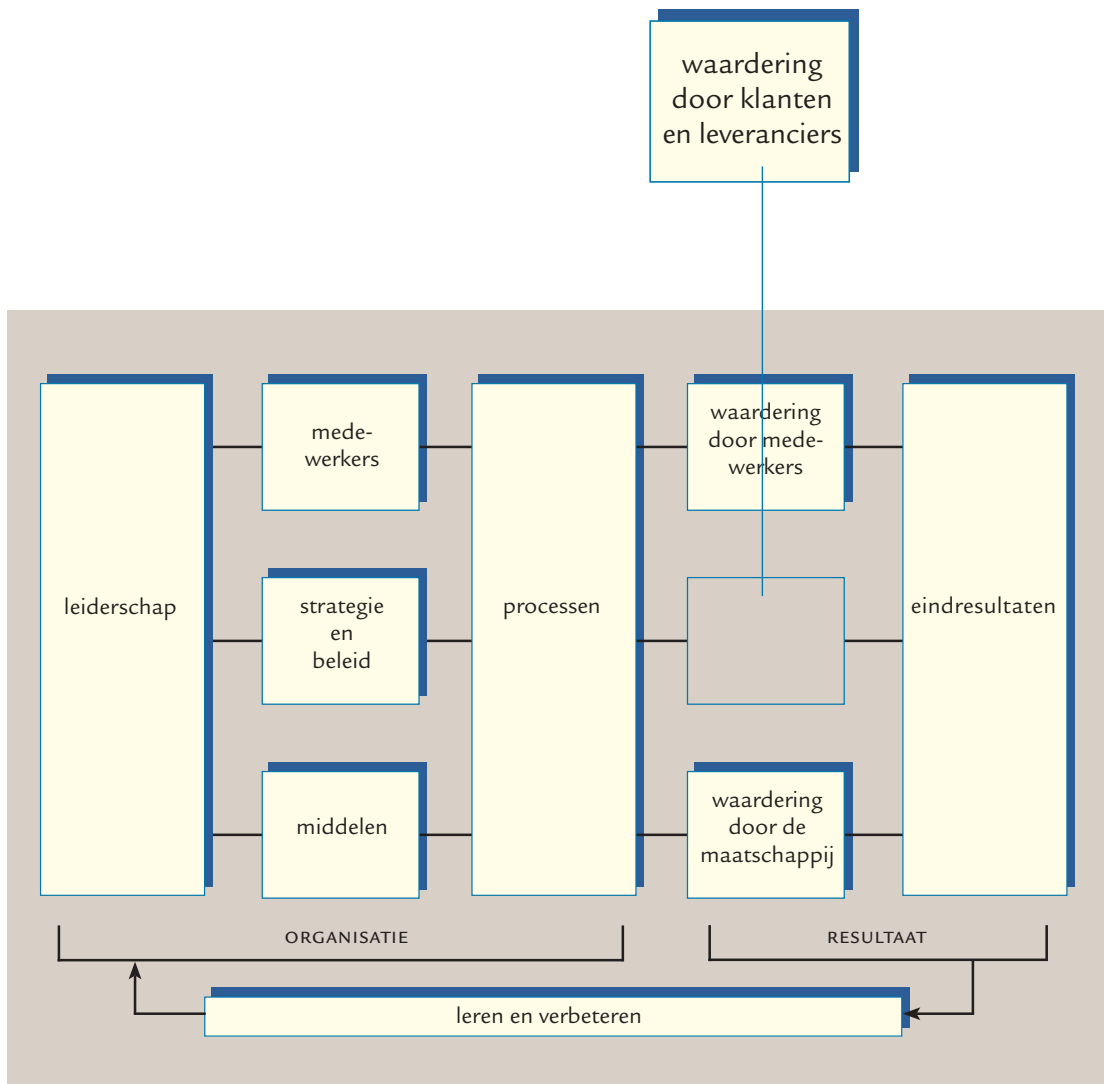 waardering
door klanten
en leveranciers
leiderschap
mede-
werkers
strategie
en
beleid
middelen
processen
waardering
door mede-
werkers
waardering
door de
maatschappij
eindresultaten
ORGANISATIE
RESULTAAT
leren en verbeteren